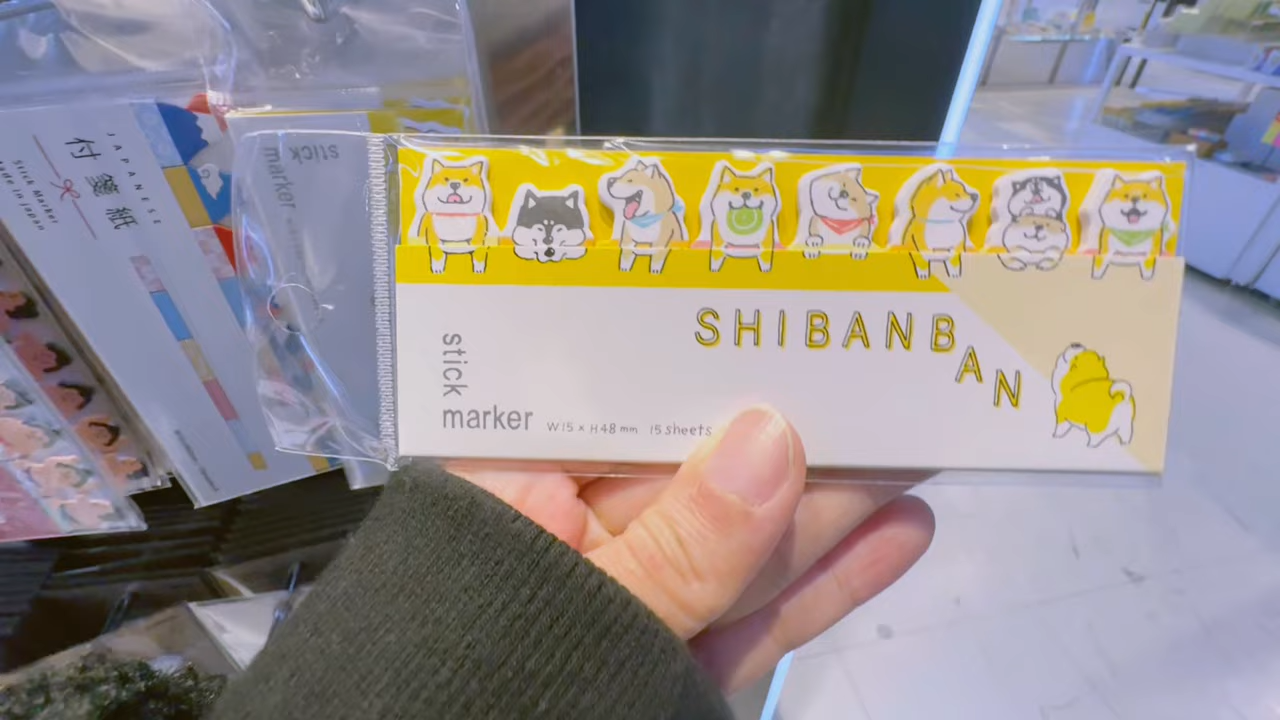 JAPANESE
付箋紙
Stick Marker
Made in Japan
stick
marker
SHIBANBAN
stick
marker
W15 × H48 mm 15 sheets